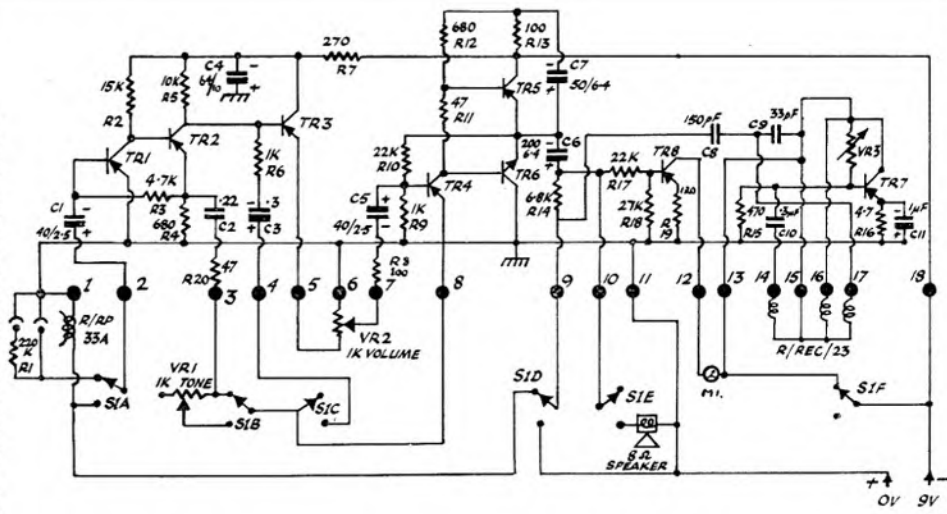 15K
R2
10K
R5
C4
64/10
- +
270
R7
680
R12
100
R13
C7
50/64
TR5
47
R11
TR1
TR2
TR3
1K
R6
22K
R10
200
6.4
C6
TR6
150pF
C8
C9
33pF
VR3
TR8
22K
R17
TR7
C1
40/2.5
4.7K
R3
680
R4
.22
C2
.3
C3
C5
40/2.5
TR4
1K
R9
6.8K
R14
27K
R18
120
R19
470
R15
.3µF
C10
4.7
R16
1µF
C11
R20
47
R8
100
1
2
3
4
5
6
7
8
9
10
11
12
13
14
15
16
17
18
R/RP
33A
220
K
R1
VR2
1K VOLUME
R/REC/23
VR1
1K TONE
S1A
S1B
S1C
S1D
S1E
S1F
M1.
8Ω
SPEAKER
+ 0V
9V -